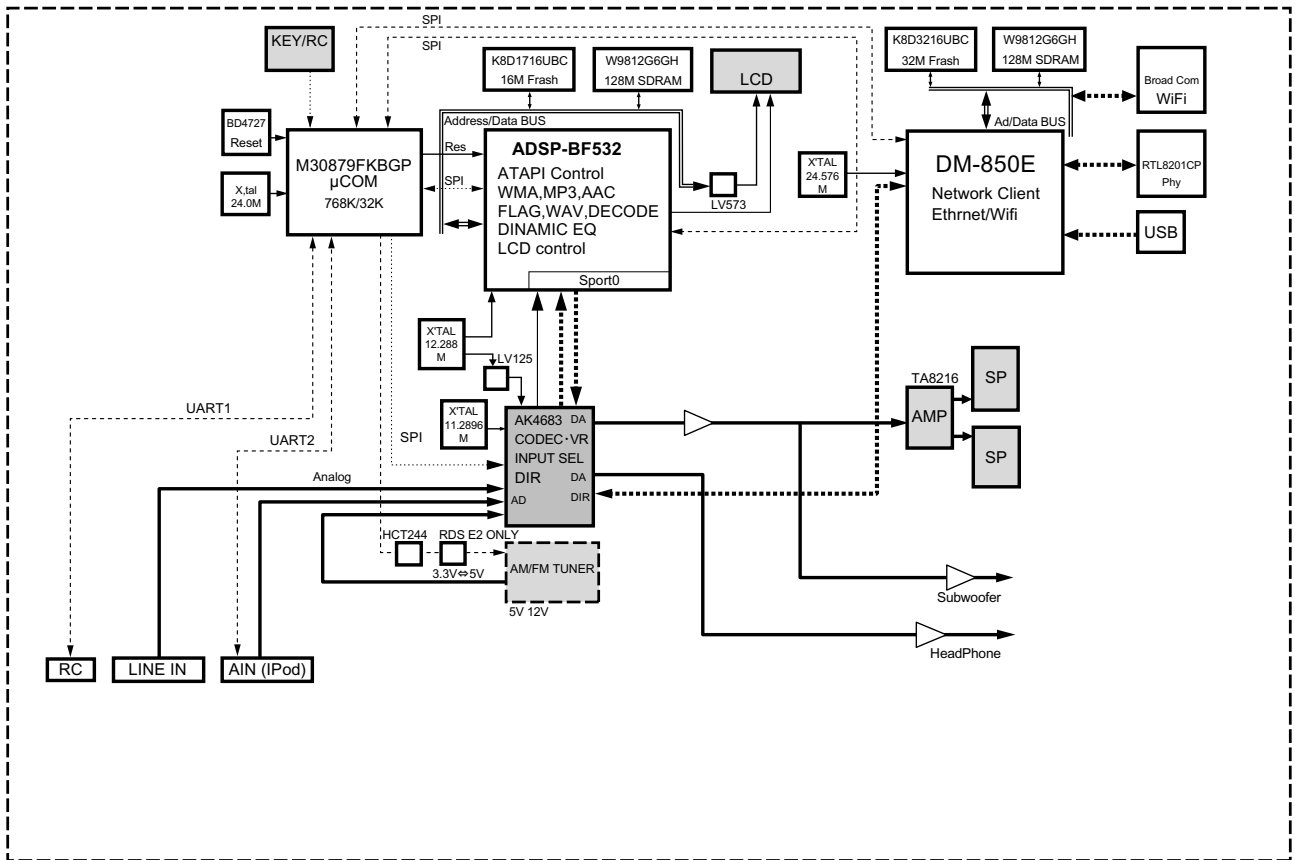 SPI
KEY/RC
SPI
K8D1716UBC
16M Frash
W9812G6GH
128M SDRAM
LCD
K8D3216UBC
32M Frash
W9812G6GH
128M SDRAM
Broad Com
WiFi
BD4727
Reset
Address/Data BUS
Ad/Data BUS
M30879FKBGP
μCOM
768K/32K
Res
SPI
ADSP-BF532
ATAPI Control
WMA,MP3,AAC
FLAG,WAV,DECODE
DINAMIC EQ
LCD control
Sport0
LV573
X'TAL
24.576
M
DM-850E
Network Client
Ethrnet/Wifi
RTL8201CP
Phy
USB
X,tal
24.0M
X'TAL
12.288
M
LV125
X'TAL
11.2896
M
AK4683 DA
CODEC･VR
INPUT SEL
DIR DA
AD DIR
TA8216
AMP
SP
SP
UART1
UART2
SPI
Analog
HCT244
RDS E2 ONLY
3.3V⇔5V
AM/FM TUNER
5V 12V
Subwoofer
HeadPhone
RC
LINE IN
AIN (IPod)